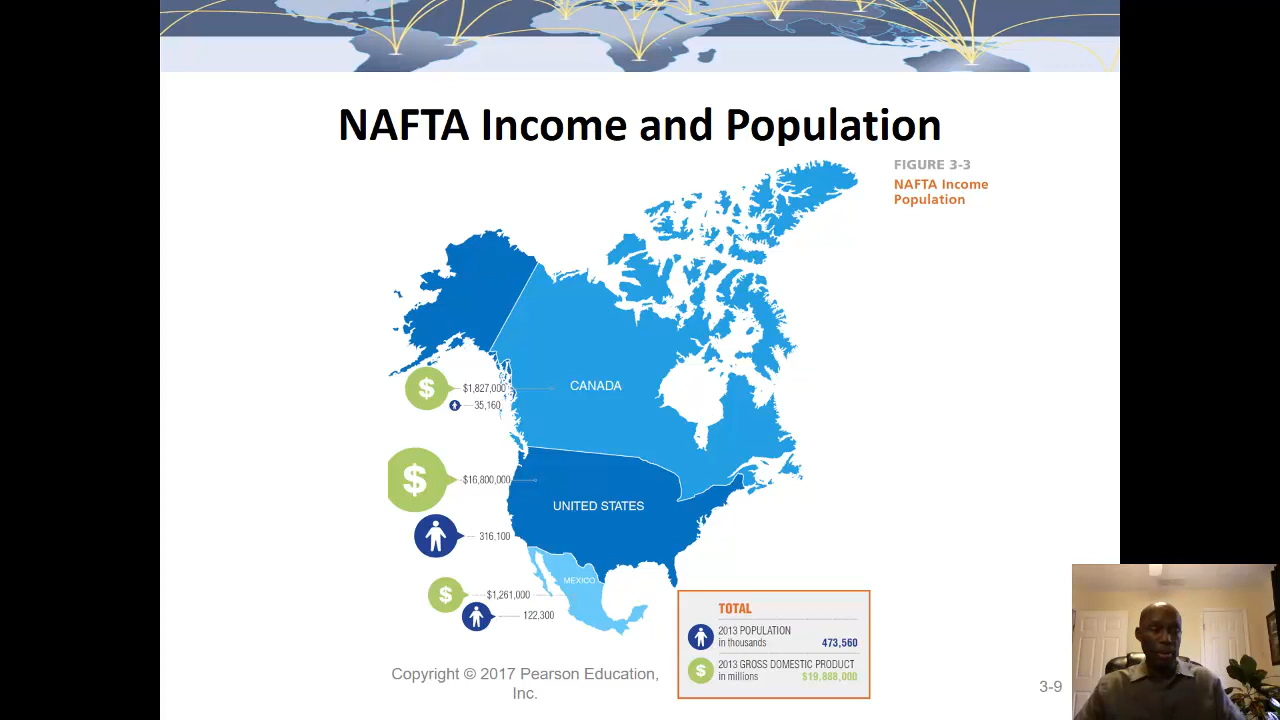 NAFTA Income and Population
FIGURE 3-3
NAFTA Income
Population
$
$1,827,000
CANADA
35,160
$
$16,800,000
UNITED STATES
316,100
MEXICO
$
$1,261,000
122,300
TOTAL
2013 POPULATION
in thousands 473,560
$
2013 GROSS DOMESTIC PRODUCT
in millions $19,888,000
Copyright © 2017 Pearson Education,
Inc.
3-9